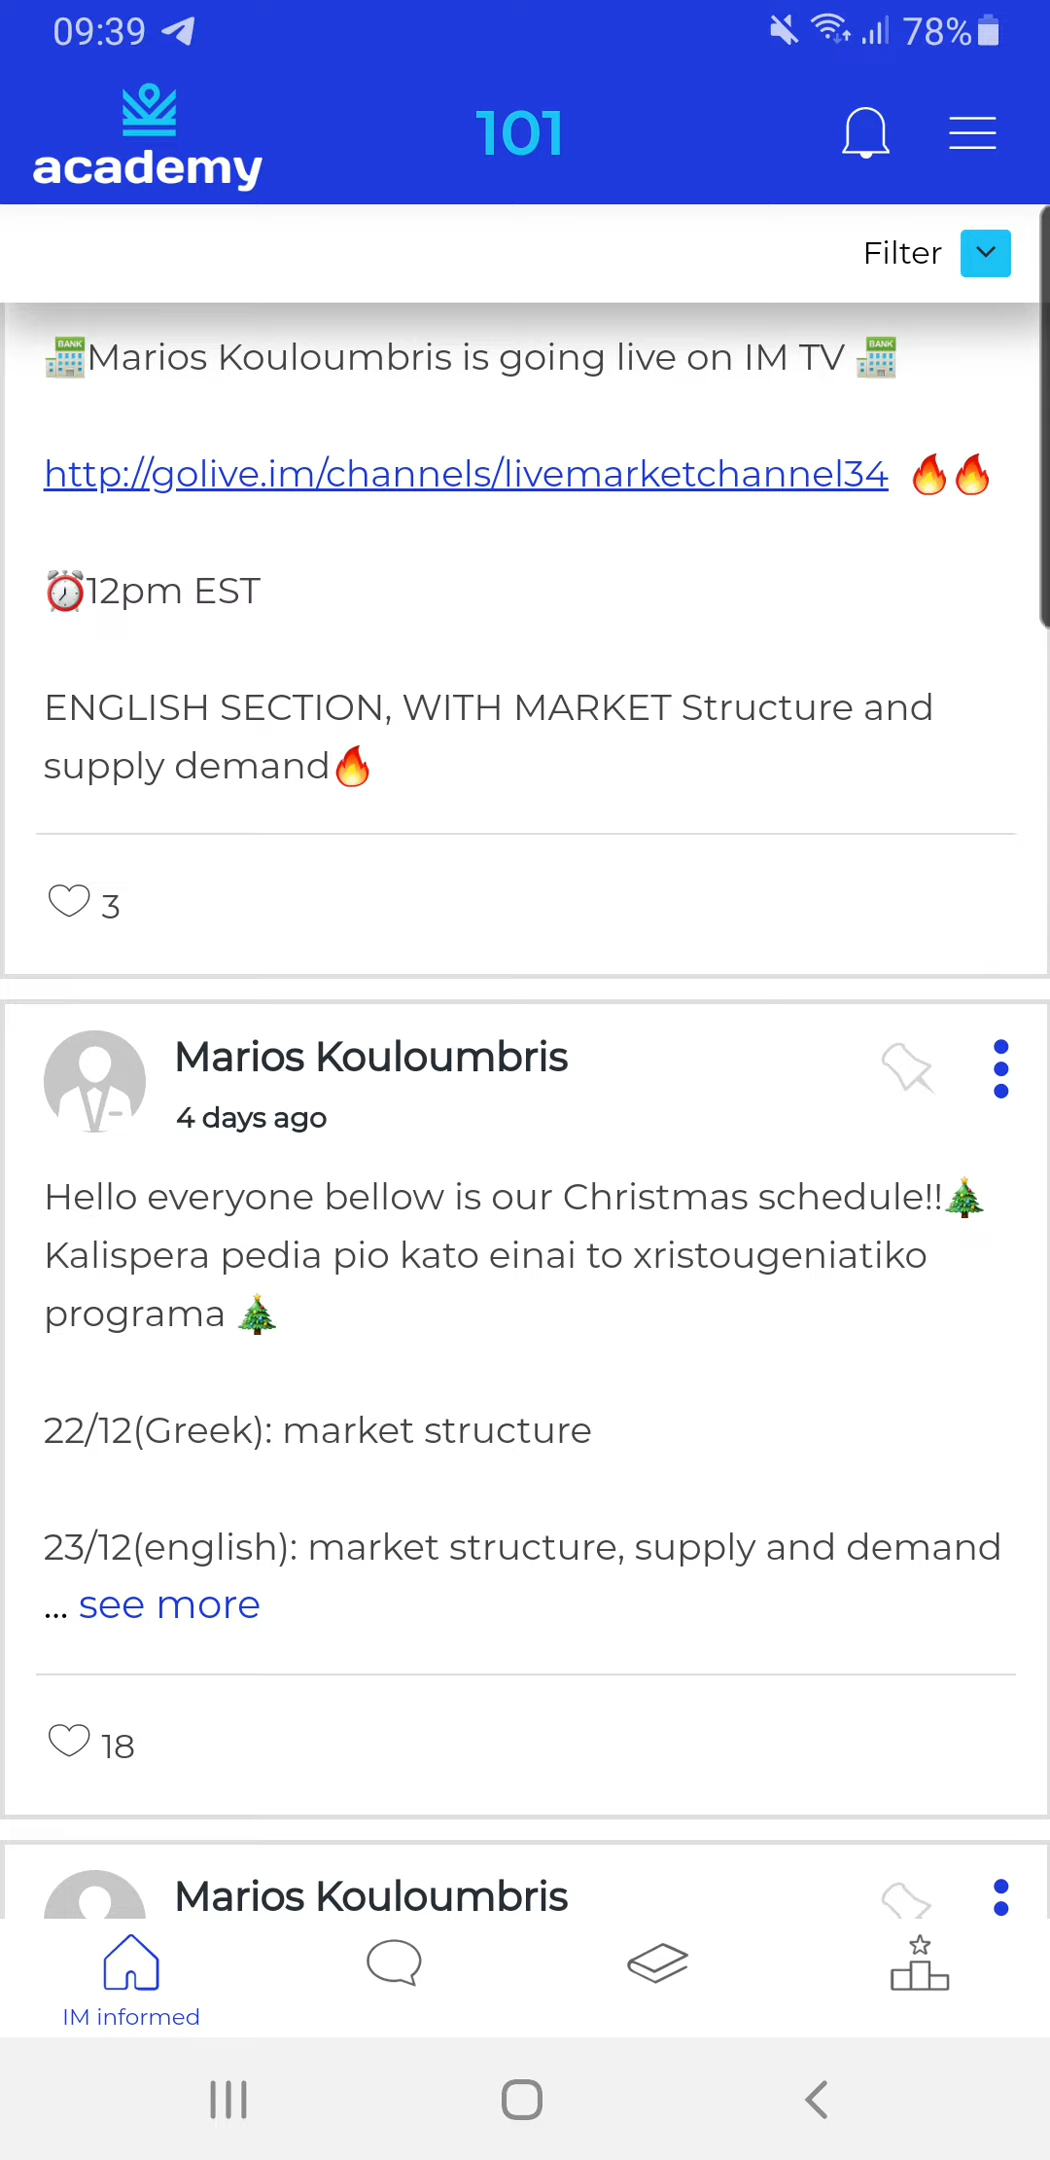 09:39
78%
academy
101
Filter
🏦Marios Kouloumbris is going live on IM TV 🏦
http://golive.im/channels/livemarketchannel34 🔥🔥
⏰12pm EST
ENGLISH SECTION, WITH MARKET Structure and
supply demand🔥
3
Marios Kouloumbris
4 days ago
Hello everyone bellow is our Christmas schedule!!🎄
Kalispera pedia pio kato einai to xristougeniatiko
programa 🎄
22/12(Greek): market structure
23/12(english): market structure, supply and demand
... see more
18
Marios Kouloumbris
IM informed